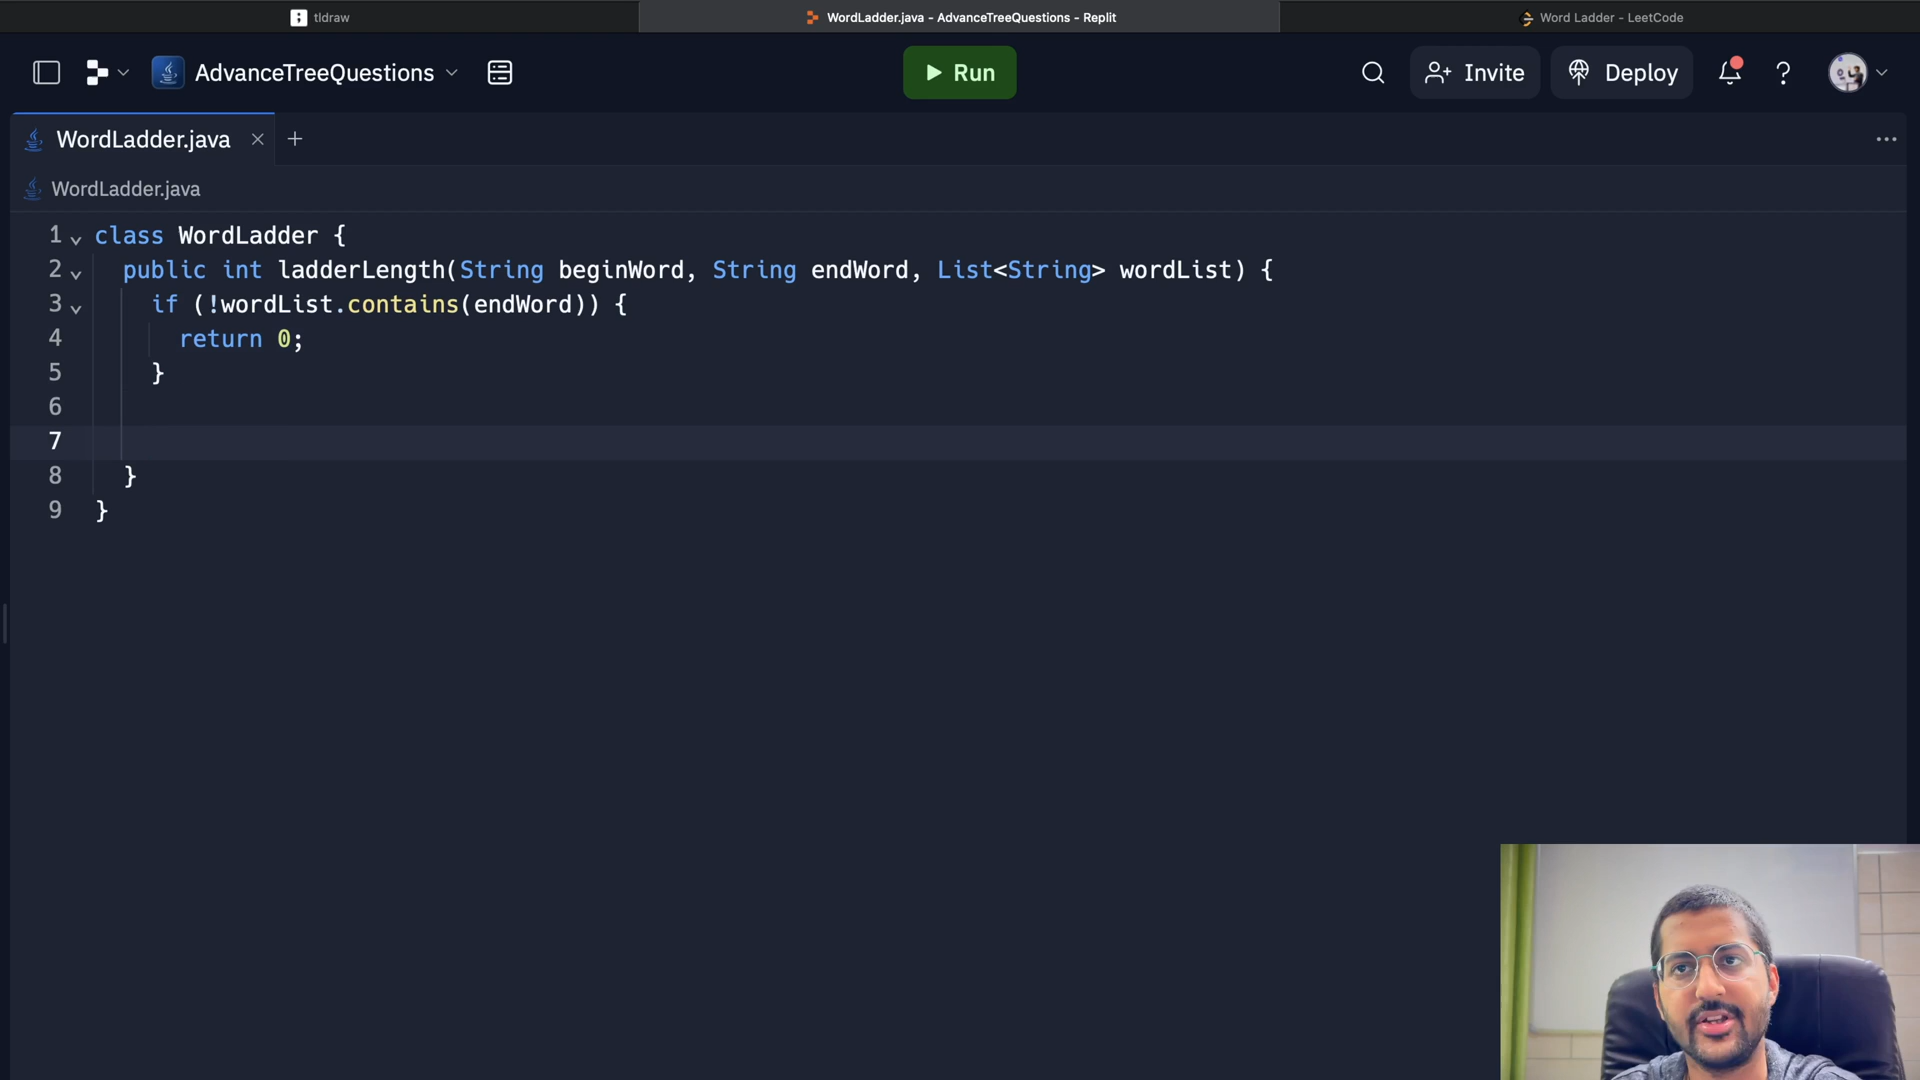 tldraw
WordLadder.java - AdvanceTreeQuestions - Replit
Word Ladder - LeetCode
AdvanceTreeQuestions
Run
Invite
Deploy
WordLadder.java
WordLadder.java
1 class WordLadder {
2 public int ladderLength(String beginWord, String endWord, List<String> wordList) {
3 if (!wordList.contains(endWord)) {
4 return 0;
5 }
6
7
8 }
9 }